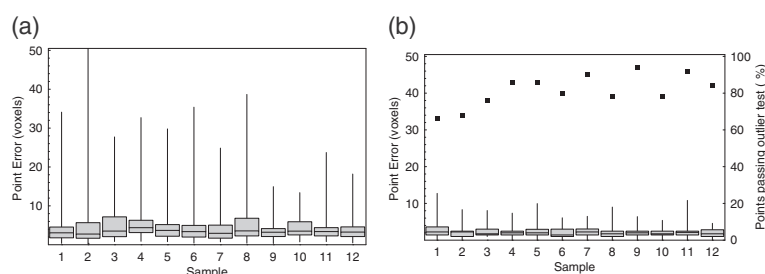 (a)
50
40
30
20
10
Point Error (voxels)
1 2 3 4 5 6 7 8 9 10 11 12
Sample
(b)
50
40
30
20
10
Point Error (voxels)
100
80
60
40
20
0
Points passing outlier test ( %)
1 2 3 4 5 6 7 8 9 10 11 12
Sample